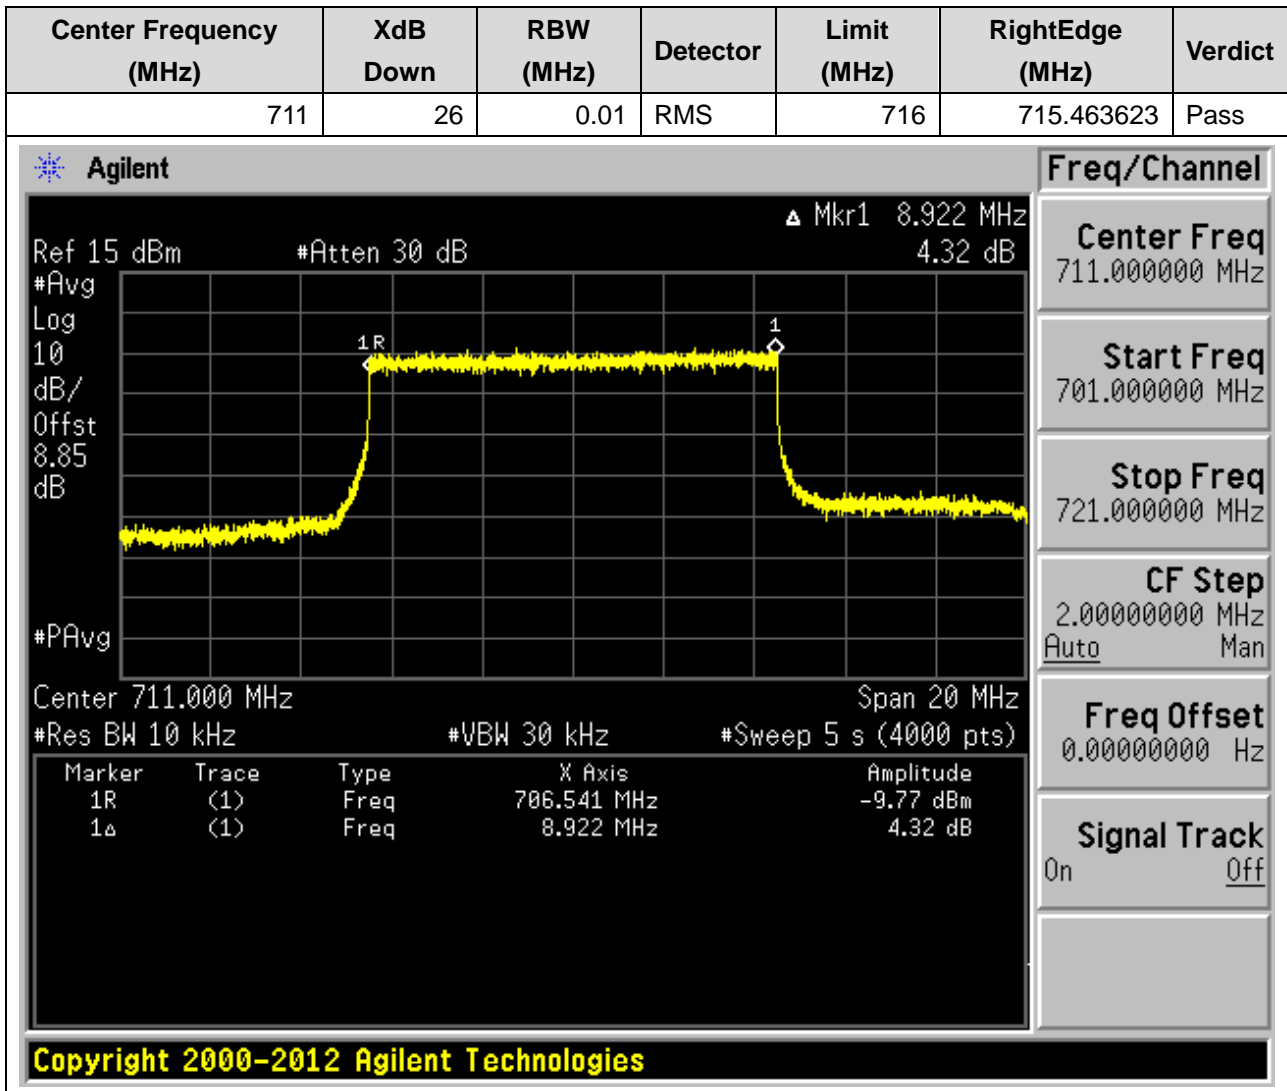 Center Frequency (MHz) XdB Down RBW (MHz) Detector Limit (MHz) RightEdge (MHz) Verdict
711 26 0.01 RMS 716 715.463623 Pass
Agilent
Freq/Channel
Δ Mkr1 8.922 MHz
Ref 15 dBm #Atten 30 dB 4.32 dB
#Avg
Log
10
dB/
Offst
8.85
dB
1R
1
#PAvg
Center 711.000 MHz Span 20 MHz
#Res BW 10 kHz #VBW 30 kHz #Sweep 5 s (4000 pts)
Marker Trace Type X Axis Amplitude
1R (1) Freq 706.541 MHz -9.77 dBm
1Δ (1) Freq 8.922 MHz 4.32 dB
Center Freq
711.000000 MHz
Start Freq
701.000000 MHz
Stop Freq
721.000000 MHz
CF Step
2.00000000 MHz
Auto Man
Freq Offset
0.00000000 Hz
Signal Track
On Off
Copyright 2000-2012 Agilent Technologies